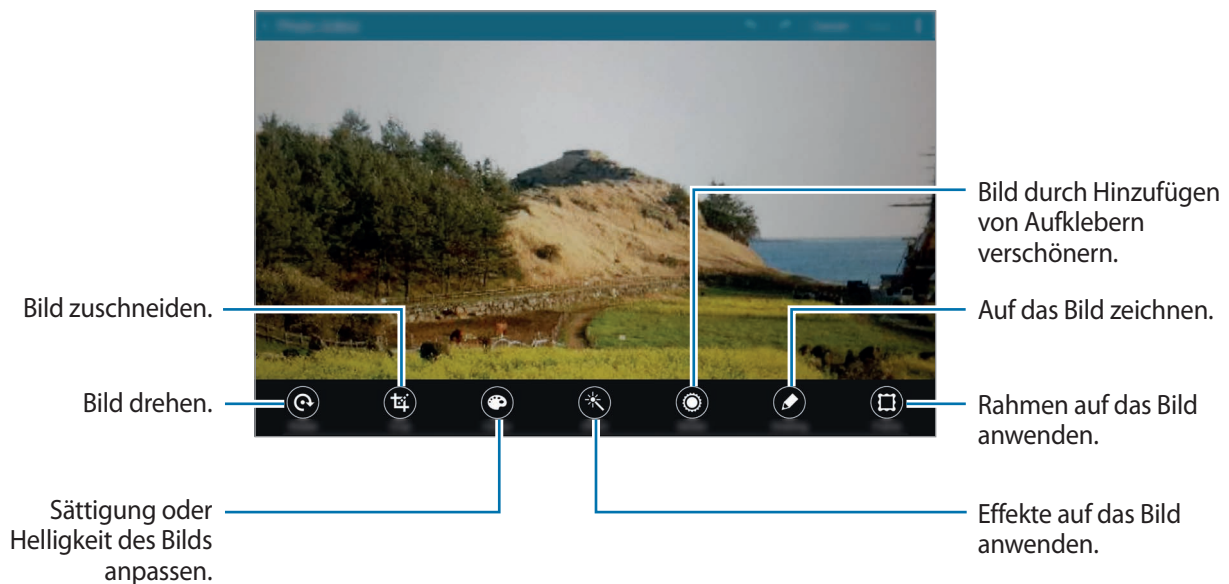 Bild durch Hinzufügen
von Aufklebern
verschönern.
Bild zuschneiden.
Auf das Bild zeichnen.
Bild drehen.
Rahmen auf das Bild
anwenden.
Sättigung oder
Helligkeit des Bilds
anpassen.
Effekte auf das Bild
anwenden.